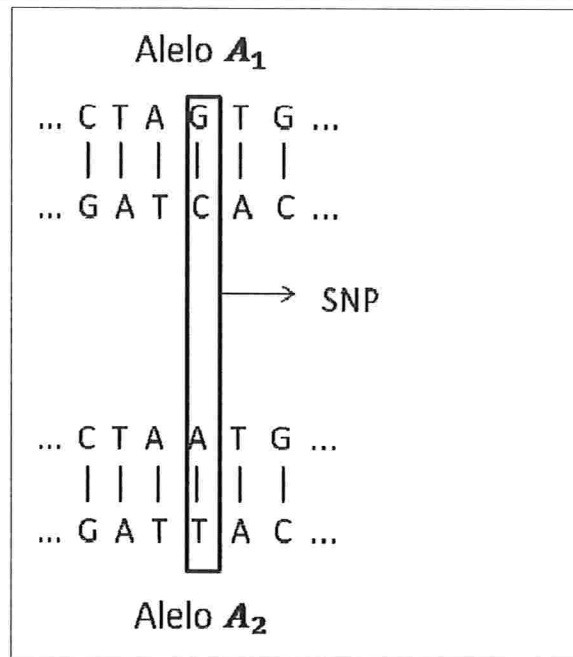 Alelo A₁
... C T A G T G ...
| | | | | |
... G A T C A C ...
SNP
... C T A A T G ...
| | | | | |
... G A T T A C ...
Alelo A₂